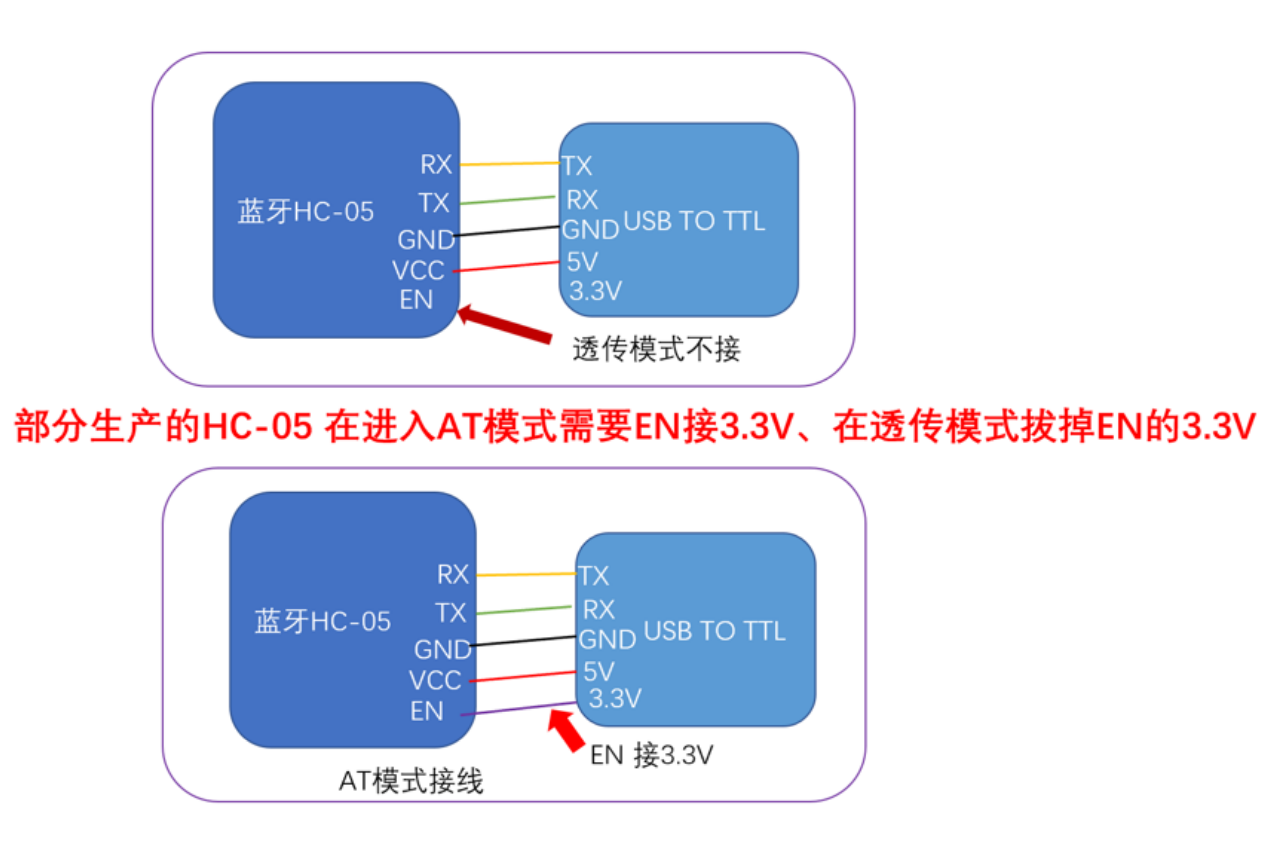 RX
TX
GND
VCC
EN
蓝牙HC-05
TX
RX
GND
5V
3.3V
USB TO TTL
透传模式不接
部分生产的HC-05 在进入AT模式需要EN接3.3V、在透传模式拔掉EN的3.3V
RX
TX
GND
VCC
EN
蓝牙HC-05
TX
RX
GND
5V
3.3V
USB TO TTL
EN 接3.3V
AT模式接线